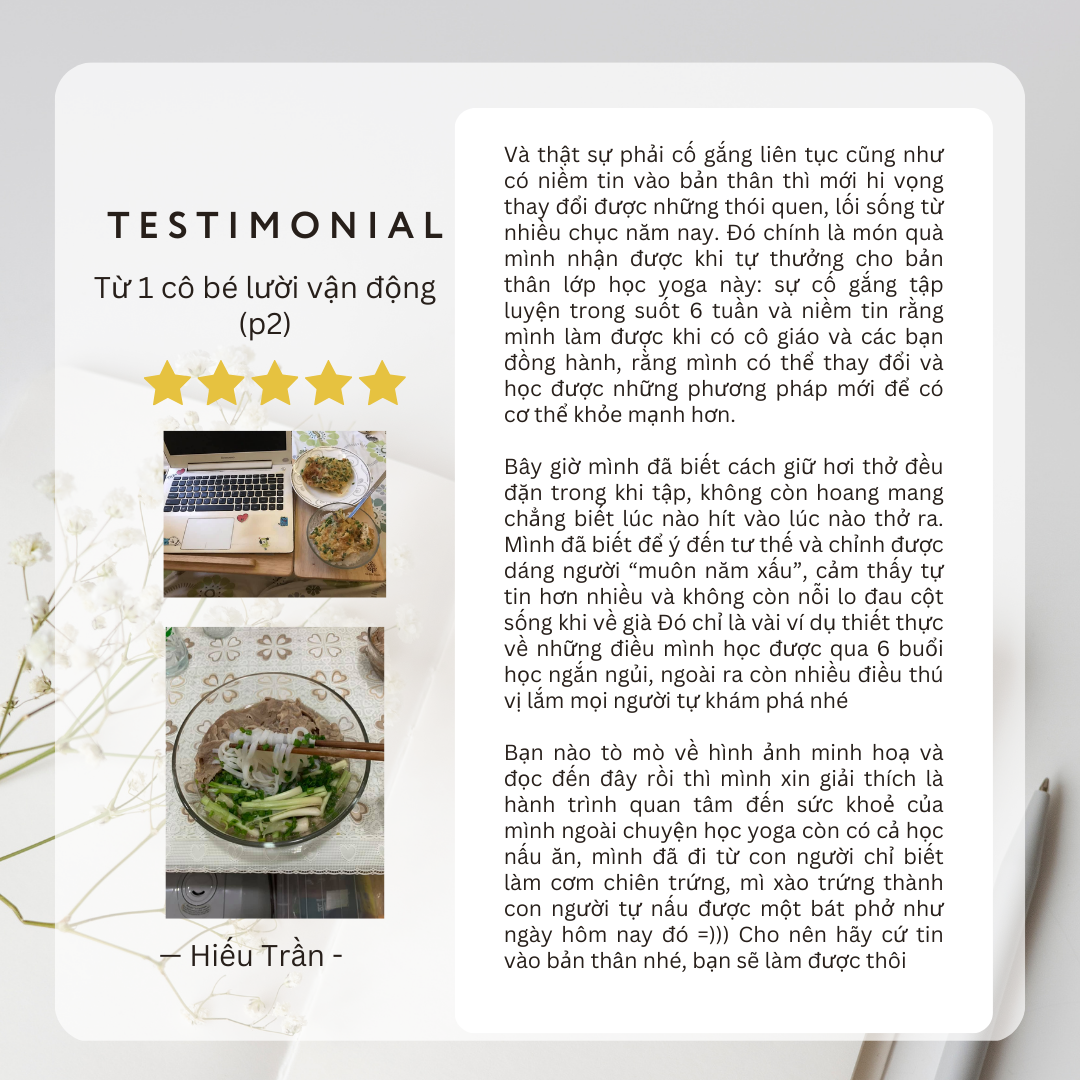 TESTIMONIAL
Từ 1 cô bé lười vận động
(p2)
— Hiếu Trần -
Và thật sự phải cố gắng liên tục cũng như
có niềm tin vào bản thân thì mới hi vọng
thay đổi được những thói quen, lối sống từ
nhiều chục năm nay. Đó chính là món quà
mình nhận được khi tự thưởng cho bản
thân lớp học yoga này: sự cố gắng tập
luyện trong suốt 6 tuần và niềm tin rằng
mình làm được khi có cô giáo và các bạn
đồng hành, rằng mình có thể thay đổi và
học được những phương pháp mới để có
cơ thể khỏe mạnh hơn.
Bây giờ mình đã biết cách giữ hơi thở đều
đặn trong khi tập, không còn hoang mang
chẳng biết lúc nào hít vào lúc nào thở ra.
Mình đã biết để ý đến tư thế và chỉnh được
dáng người “muôn năm xấu”, cảm thấy tự
tin hơn nhiều và không còn nỗi lo đau cột
sống khi về già Đó chỉ là vài ví dụ thiết thực
về những điều mình học được qua 6 buổi
học ngắn ngủi, ngoài ra còn nhiều điều thú
vị lắm mọi người tự khám phá nhé
Bạn nào tò mò về hình ảnh minh hoạ và
đọc đến đây rồi thì mình xin giải thích là
hành trình quan tâm đến sức khoẻ của
mình ngoài chuyện học yoga còn có cả học
nấu ăn, mình đã đi từ con người chỉ biết
làm cơm chiên trứng, mì xào trứng thành
con người tự nấu được một bát phở như
ngày hôm nay đó =))) Cho nên hãy cứ tin
vào bản thân nhé, bạn sẽ làm được thôi